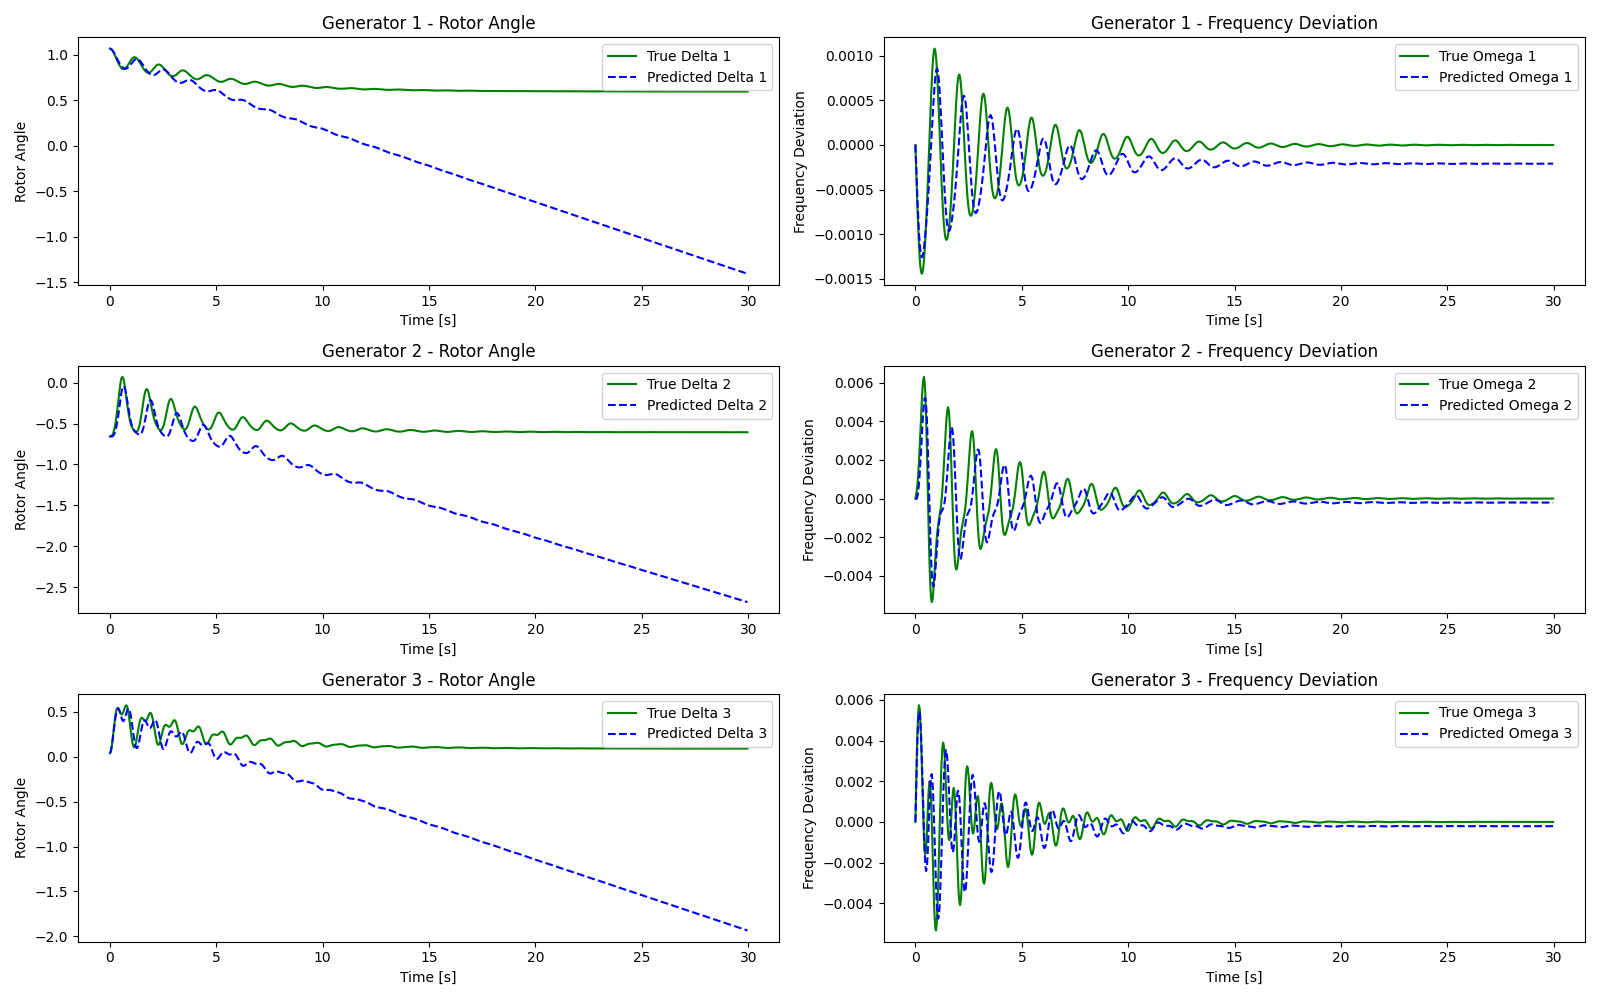 Generator 1 - Rotor Angle
Rotor Angle
1.0
0.5
0.0
−0.5
−1.0
−1.5
True Delta 1
Predicted Delta 1
0 5 10 15 20 25 30
Time [s]
Generator 1 - Frequency Deviation
Frequency Deviation
0.0010
0.0005
0.0000
−0.0005
−0.0010
−0.0015
True Omega 1
Predicted Omega 1
0 5 10 15 20 25 30
Time [s]
Generator 2 - Rotor Angle
Rotor Angle
0.0
−0.5
−1.0
−1.5
−2.0
−2.5
True Delta 2
Predicted Delta 2
0 5 10 15 20 25 30
Time [s]
Generator 2 - Frequency Deviation
Frequency Deviation
0.006
0.004
0.002
0.000
−0.002
−0.004
True Omega 2
Predicted Omega 2
0 5 10 15 20 25 30
Time [s]
Generator 3 - Rotor Angle
Rotor Angle
0.5
0.0
−0.5
−1.0
−1.5
−2.0
True Delta 3
Predicted Delta 3
0 5 10 15 20 25 30
Time [s]
Generator 3 - Frequency Deviation
Frequency Deviation
0.006
0.004
0.002
0.000
−0.002
−0.004
True Omega 3
Predicted Omega 3
0 5 10 15 20 25 30
Time [s]